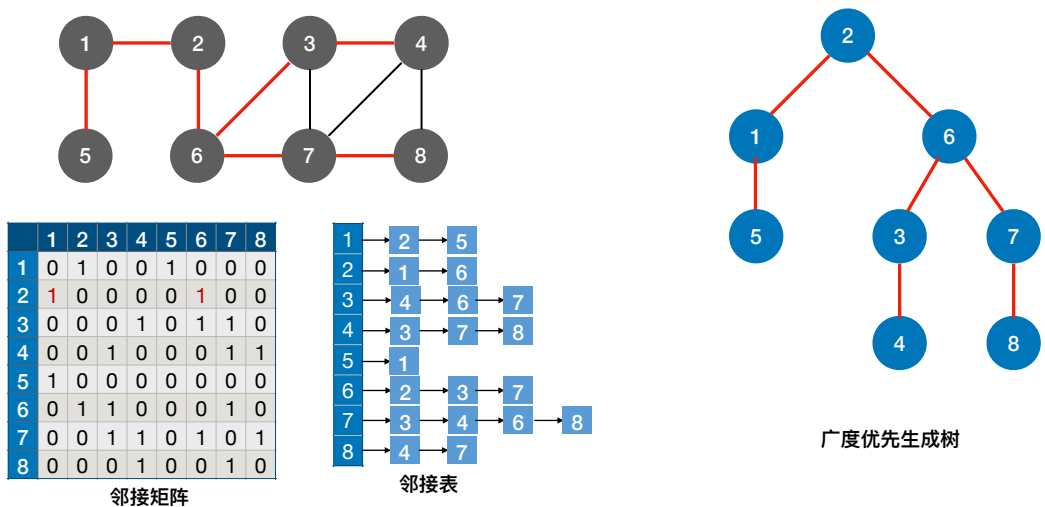 1 2 3 4
5 6 7 8
1 2 3 4 5 6 7 8
1 0 1 0 0 1 0 0 0
2 1 0 0 0 0 1 0 0
3 0 0 0 1 0 1 1 0
4 0 0 1 0 0 0 1 1
5 1 0 0 0 0 0 0 0
6 0 1 1 0 0 0 1 0
7 0 0 1 1 0 1 0 1
8 0 0 0 1 0 0 1 0
邻接矩阵
1 2 5
2 1 6
3 4 6 7
4 3 7 8
5 1
6 2 3 7
7 3 4 6 8
8 4 7
邻接表
2
1 6
5 3 7
4 8
广度优先生成树